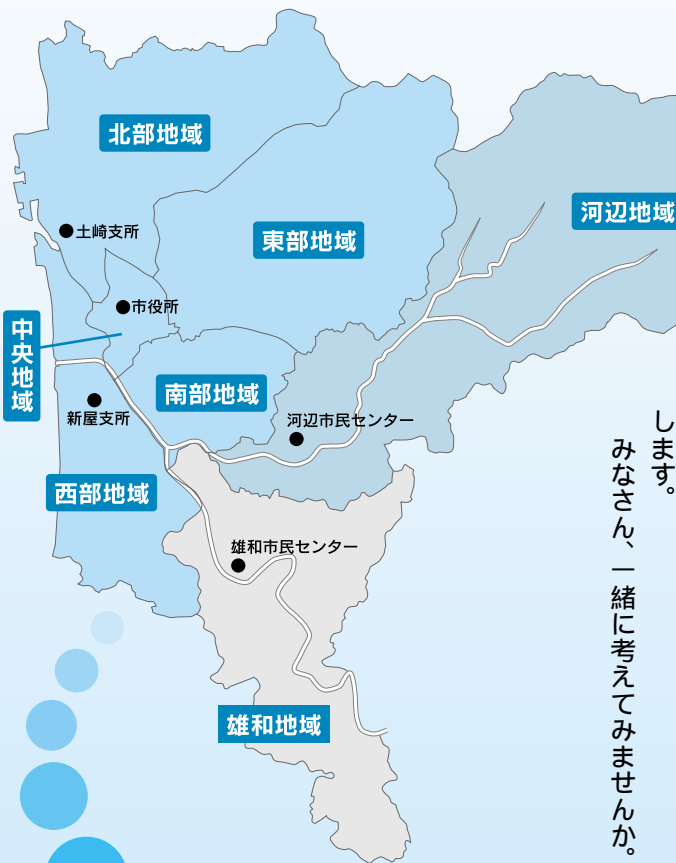 北部地域
土崎支所
東部地域
河辺地域
市役所
中央地域
南部地域
新屋支所
河辺市民センター
西部地域
雄和市民センター
雄和地域
します。
みなさん、一緒に考えてみませんか。